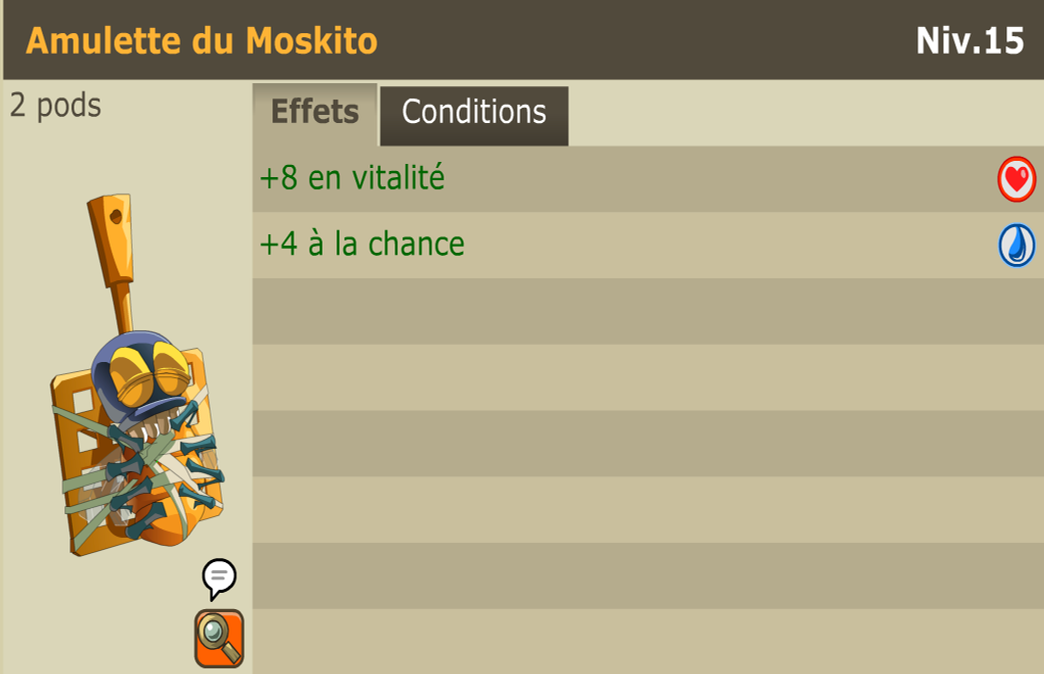 Amulette du Moskito
Niv.15
2 pods
Effets
Conditions
+8 en vitalité
+4 à la chance